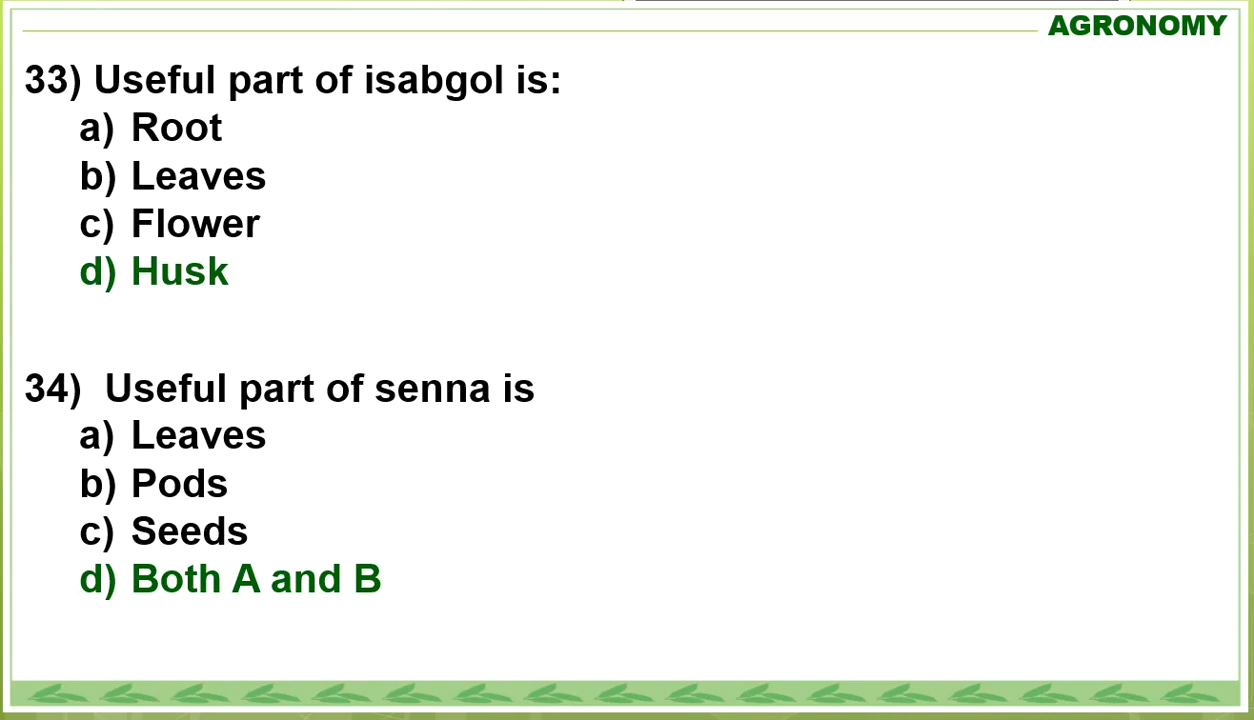 AGRONOMY
33) Useful part of isabgol is:
a) Root
b) Leaves
c) Flower
d) Husk
34) Useful part of senna is
a) Leaves
b) Pods
c) Seeds
d) Both A and B